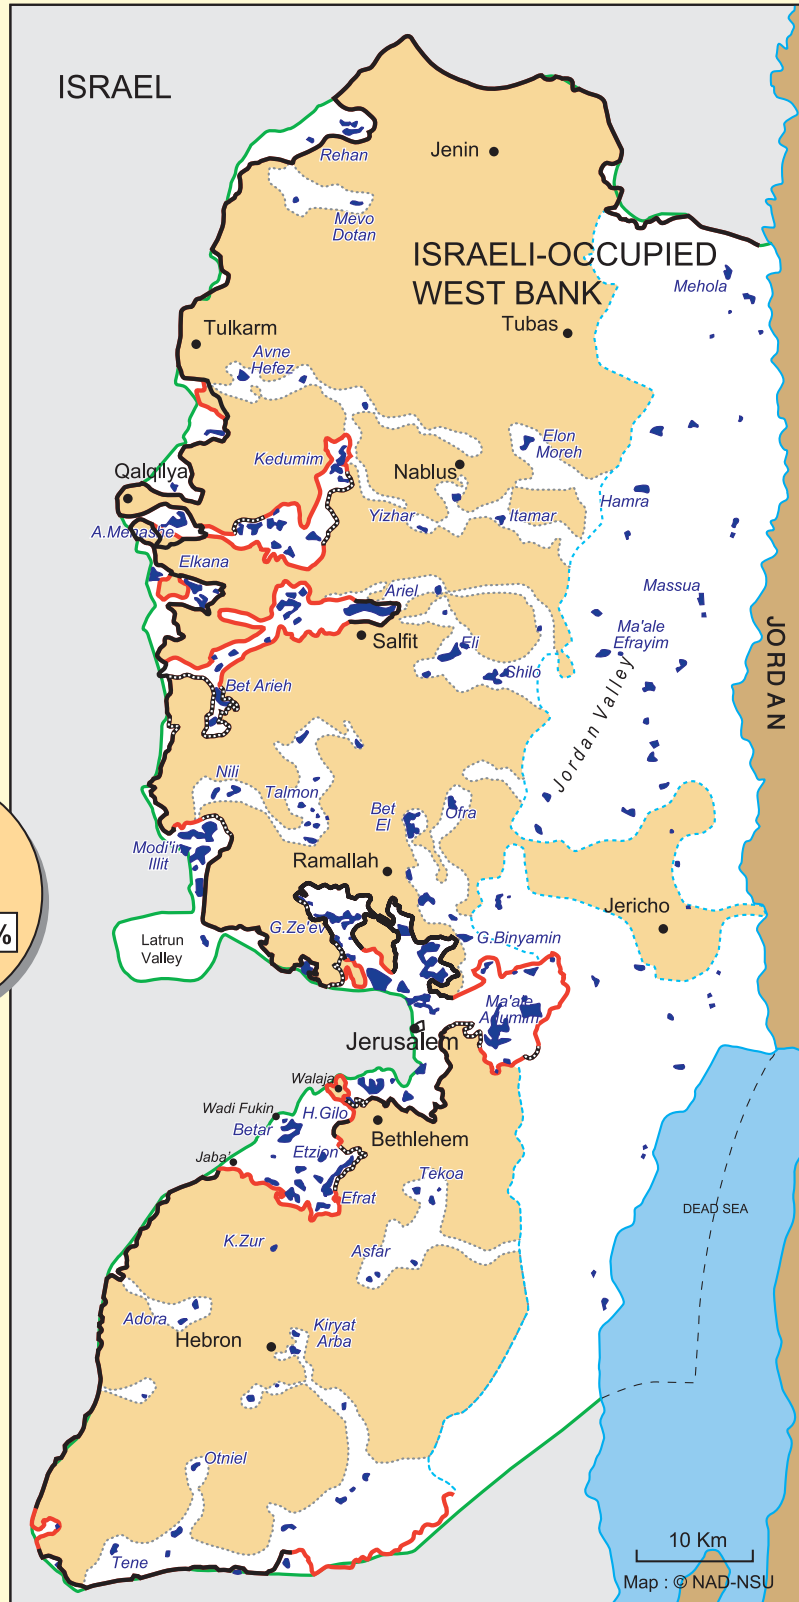 ISRAEL
Rehan
Jenin
Mevo
Dotan
ISRAELI-OCCUPIED
WEST BANK
Mehola
Tulkarm
Tubas
Avne
Hefez
Elon
Moreh
Kedumim
Nablus
Qalqilya
Hamra
Yizhar
Itamar
A.Menashe
Elkana
Ariel
Massua
Ma'ale
Efrayim
JORDAN
Salfit
Eli
Shilo
Bet Arieh
Jordan Valley
Nili
Talmon
Bet
El
Ofra
Modi'in
Illit
Ramallah
Jericho
G.Ze'ev
%
Latrun
Valley
G.Binyamin
Ma'ale
Adumim
Jerusalem
Walaja
Wadi Fukin
H.Gilo
Betar
Bethlehem
Jaba'
Etzion
Tekoa
Efrat
DEAD SEA
K.Zur
Asfar
Adora
Hebron
Kiryat
Arba
Otniel
Tene
10 Km
Map : © NAD-NSU